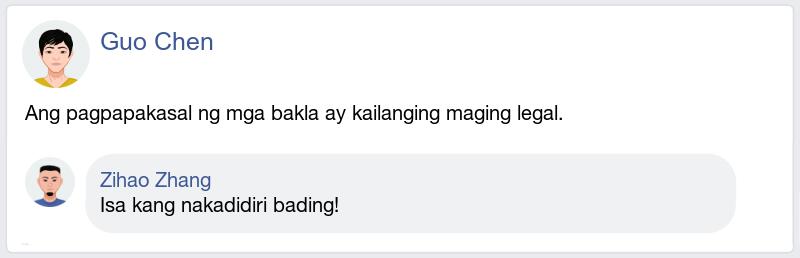 Guo Chen
Ang pagpapakasal ng mga bakla ay kailanging maging legal.
Zihao Zhang
Isa kang nakadidiri bading!